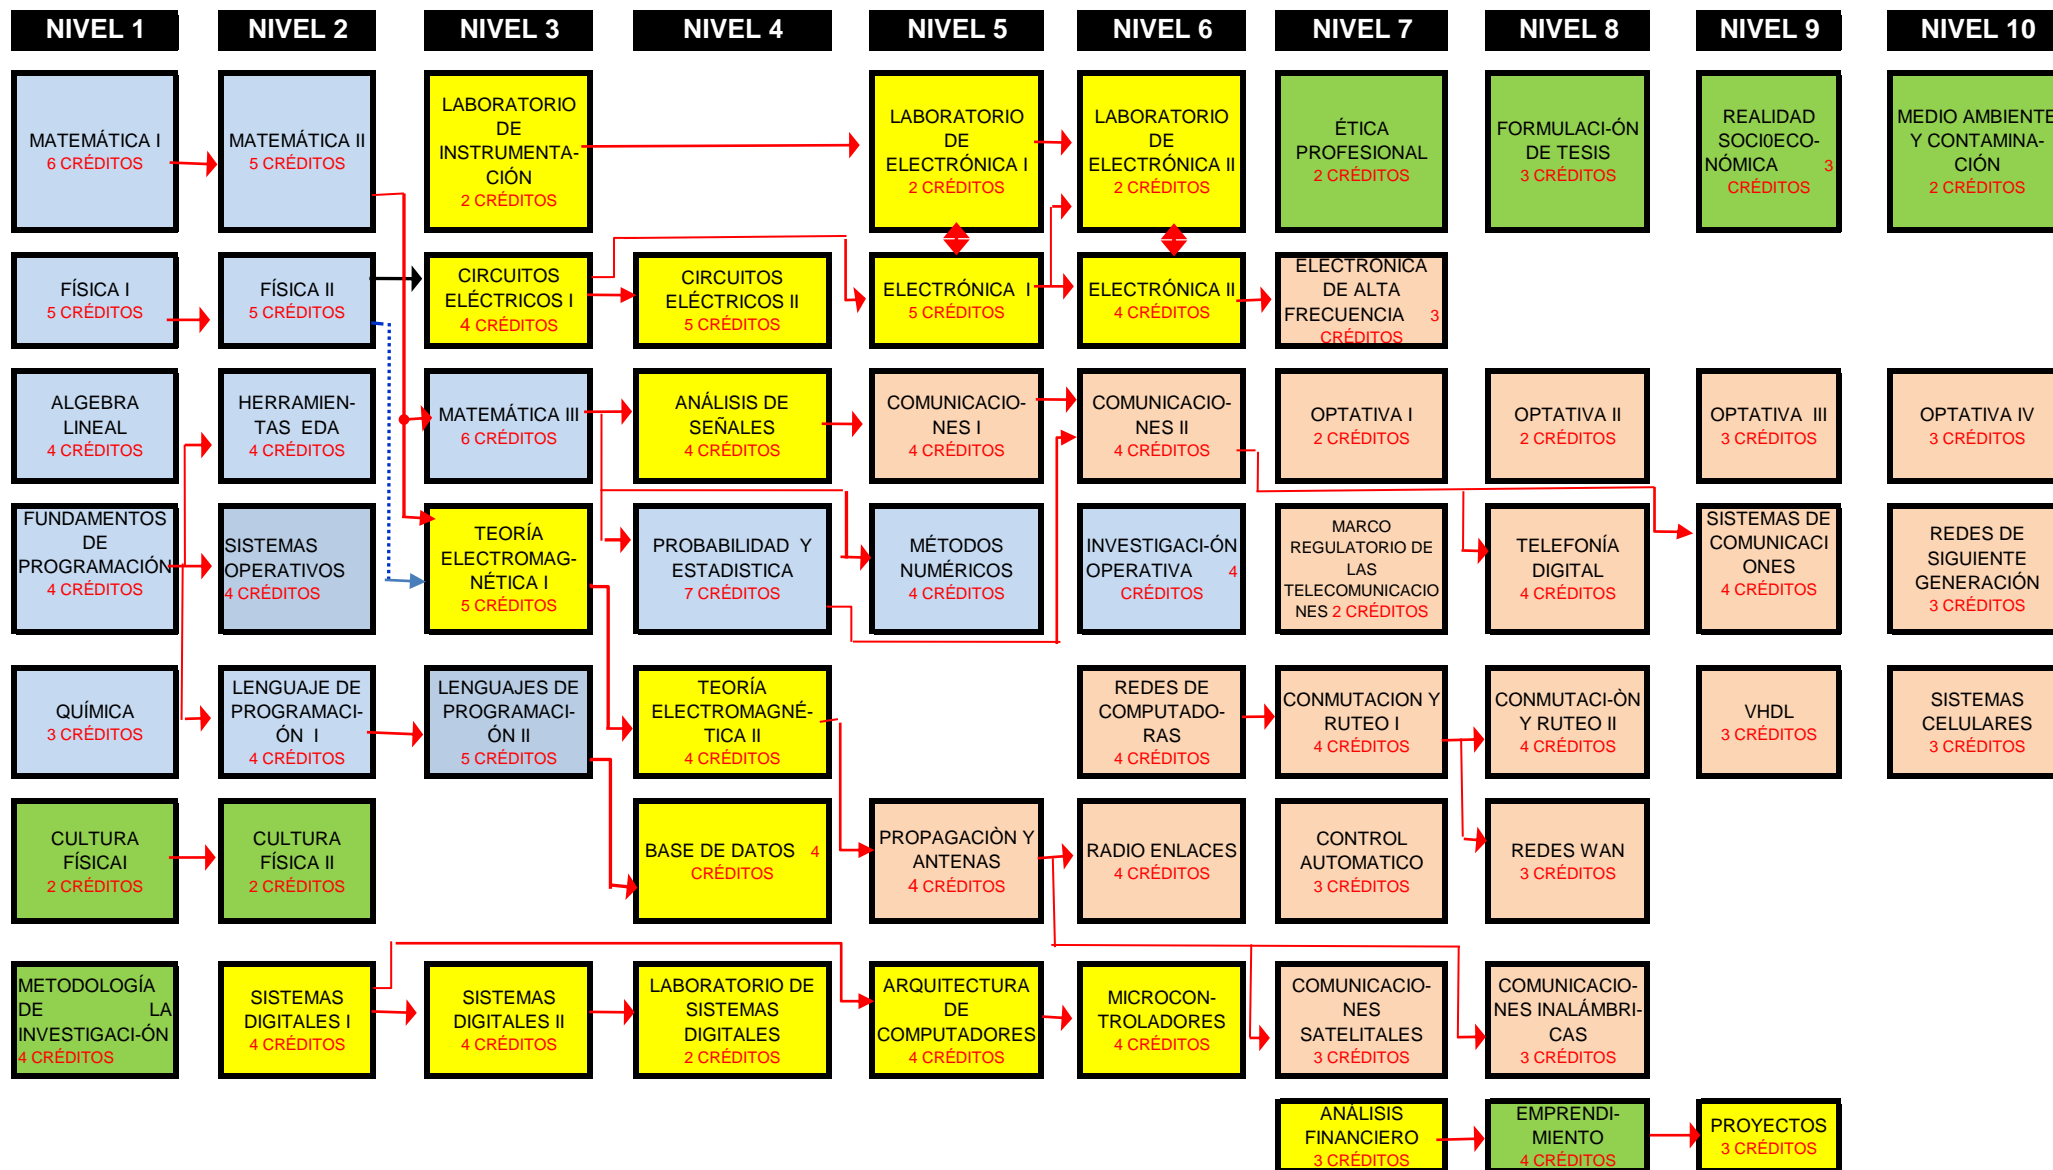 NIVEL 1
NIVEL 2
NIVEL 3
NIVEL 4
NIVEL 5
NIVEL 6
NIVEL 7
NIVEL 8
NIVEL 9
NIVEL 10
MATEMÁTICA I
6 CRÉDITOS
MATEMÁTICA II
5 CRÉDITOS
LABORATORIO
DE
INSTRUMENTA-
CIÓN
2 CRÉDITOS
LABORATORIO
DE
ELECTRÓNICA I
2 CRÉDITOS
LABORATORIO
DE
ELECTRÓNICA II
2 CRÉDITOS
ÉTICA
PROFESIONAL
2 CRÉDITOS
FORMULACI-ÓN
DE TESIS
3 CRÉDITOS
REALIDAD
SOCI0ECO-
NÓMICA 3
CRÉDITOS
MEDIO AMBIENTE
Y CONTAMINA-
CIÓN
2 CRÉDITOS
FÍSICA I
5 CRÉDITOS
FÍSICA II
5 CRÉDITOS
CIRCUITOS
ELÉCTRICOS I
4 CRÉDITOS
CIRCUITOS
ELÉCTRICOS II
5 CRÉDITOS
ELECTRÓNICA I
5 CRÉDITOS
ELECTRÓNICA II
4 CRÉDITOS
ELECTRÓNICA
DE ALTA
FRECUENCIA 3
CRÉDITOS
ALGEBRA
LINEAL
4 CRÉDITOS
HERRAMIEN-
TAS EDA
4 CRÉDITOS
MATEMÁTICA III
6 CRÉDITOS
ANÁLISIS DE
SEÑALES
4 CRÉDITOS
COMUNICACIO-
NES I
4 CRÉDITOS
COMUNICACIO-
NES II
4 CRÉDITOS
OPTATIVA I
2 CRÉDITOS
OPTATIVA II
2 CRÉDITOS
OPTATIVA III
3 CRÉDITOS
OPTATIVA IV
3 CRÉDITOS
FUNDAMENTOS
DE
PROGRAMACIÓN
4 CRÉDITOS
SISTEMAS
OPERATIVOS
4 CRÉDITOS
TEORÍA
ELECTROMAG-
NÉTICA I
5 CRÉDITOS
PROBABILIDAD Y
ESTADISTICA
7 CRÉDITOS
MÉTODOS
NUMÉRICOS
4 CRÉDITOS
INVESTIGACI-ÓN
OPERATIVA 4
CRÉDITOS
MARCO
REGULATORIO DE
LAS
TELECOMUNICACIO
NES 2 CRÉDITOS
TELEFONÍA
DIGITAL
4 CRÉDITOS
SISTEMAS DE
COMUNICACI
ONES
4 CRÉDITOS
REDES DE
SIGUIENTE
GENERACIÓN
3 CRÉDITOS
QUÍMICA
3 CRÉDITOS
LENGUAJE DE
PROGRAMACI-
ÓN I
4 CRÉDITOS
LENGUAJES DE
PROGRAMACI-
ÓN II
5 CRÉDITOS
TEORÍA
ELECTROMAGNÉ-
TICA II
4 CRÉDITOS
REDES DE
COMPUTADO-
RAS
4 CRÉDITOS
CONMUTACION Y
RUTEO I
4 CRÉDITOS
CONMUTACI-ÒN
Y RUTEO II
4 CRÉDITOS
VHDL
3 CRÉDITOS
SISTEMAS
CELULARES
3 CRÉDITOS
CULTURA
FÍSICAI
2 CRÉDITOS
CULTURA
FÍSICA II
2 CRÉDITOS
BASE DE DATOS 4
CRÉDITOS
PROPAGACIÒN Y
ANTENAS
4 CRÉDITOS
RADIO ENLACES
4 CRÉDITOS
CONTROL
AUTOMATICO
3 CRÉDITOS
REDES WAN
3 CRÉDITOS
METODOLOGÍA
DE LA
INVESTIGACI-ÓN
4 CRÉDITOS
SISTEMAS
DIGITALES I
4 CRÉDITOS
SISTEMAS
DIGITALES II
4 CRÉDITOS
LABORATORIO DE
SISTEMAS
DIGITALES
2 CRÉDITOS
ARQUITECTURA
DE
COMPUTADORES
4 CRÉDITOS
MICROCON-
TROLADORES
4 CRÉDITOS
COMUNICACIO-
NES
SATELITALES
3 CRÉDITOS
COMUNICACIO-
NES INALÁMBRI-
CAS
3 CRÉDITOS
ANÁLISIS
FINANCIERO
3 CRÉDITOS
EMPRENDI-
MIENTO
4 CRÉDITOS
PROYECTOS
3 CRÉDITOS